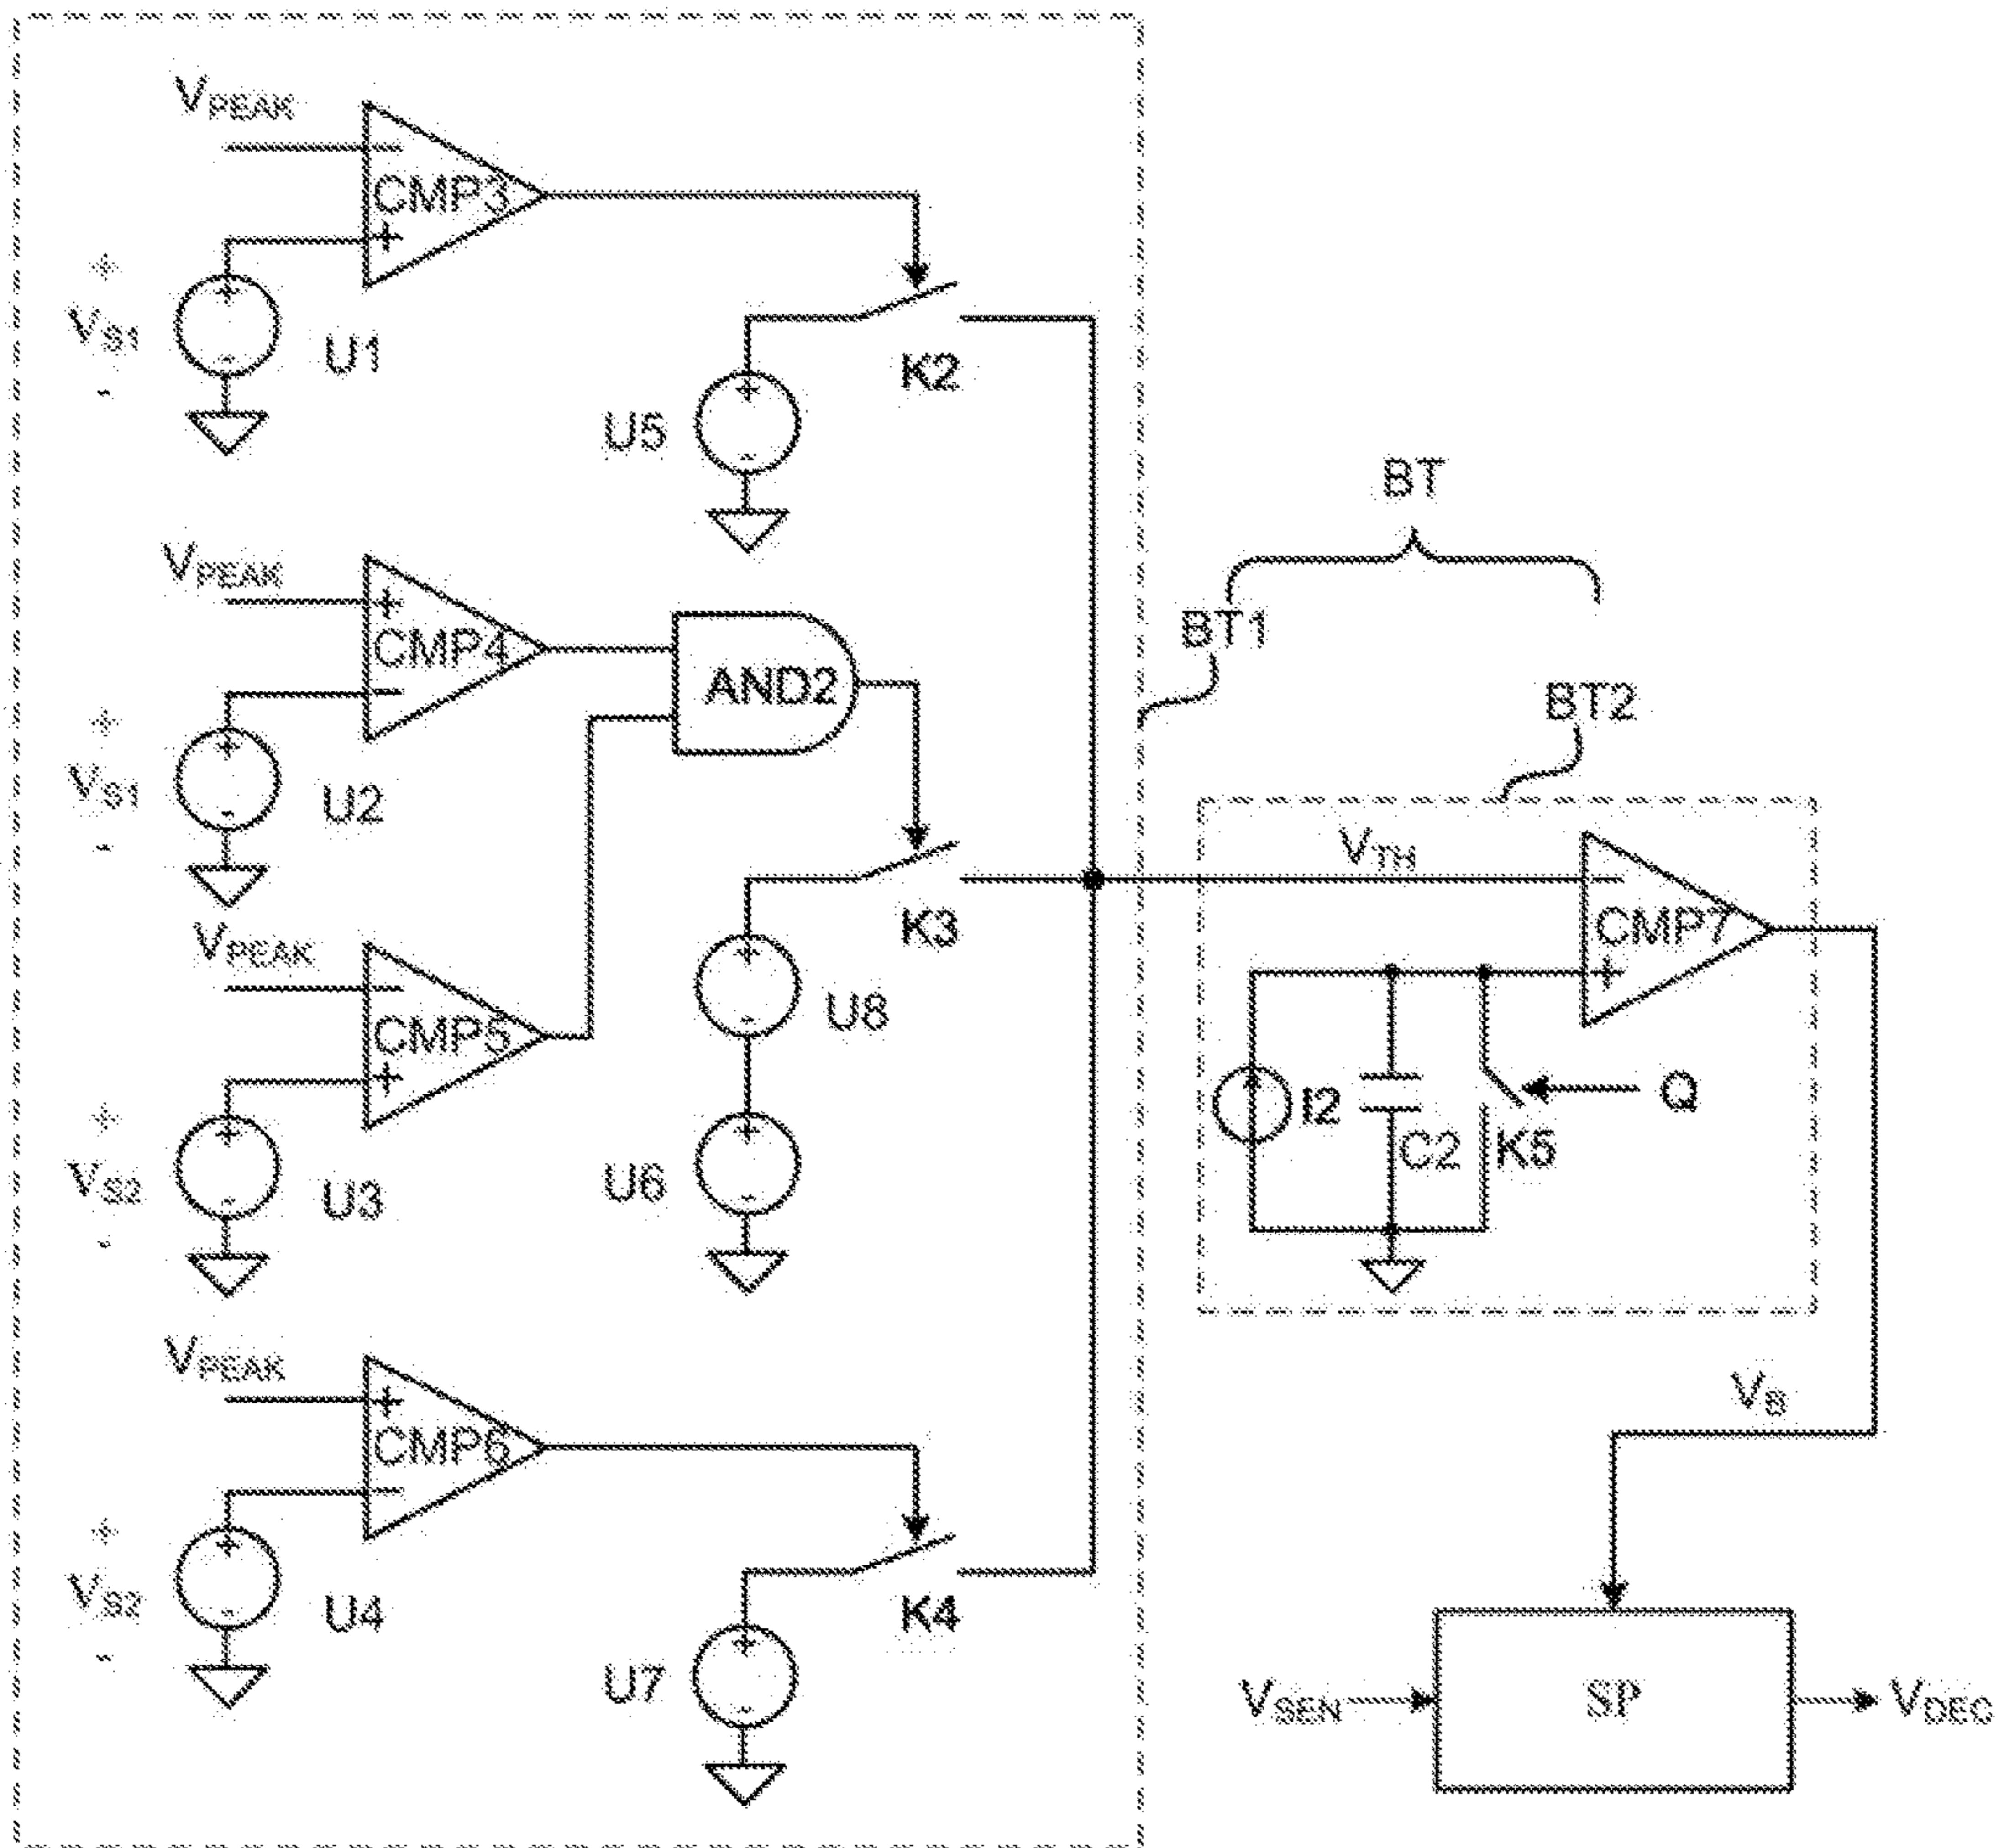 VPEAK
CMP3
+
VS1
-
U1
K2
U5
BT
VPEAK
CMP4
AND2
BT1
+
VS1
-
U2
BT2
VTH
VPEAK
K3
CMP7
CMP5
U8
I2
Q
+
VS2
-
U3
U6
C2
K5
VPEAK
CMP6
VB
+
VS2
-
U4
K4
U7
VSEN
SP
VDEC